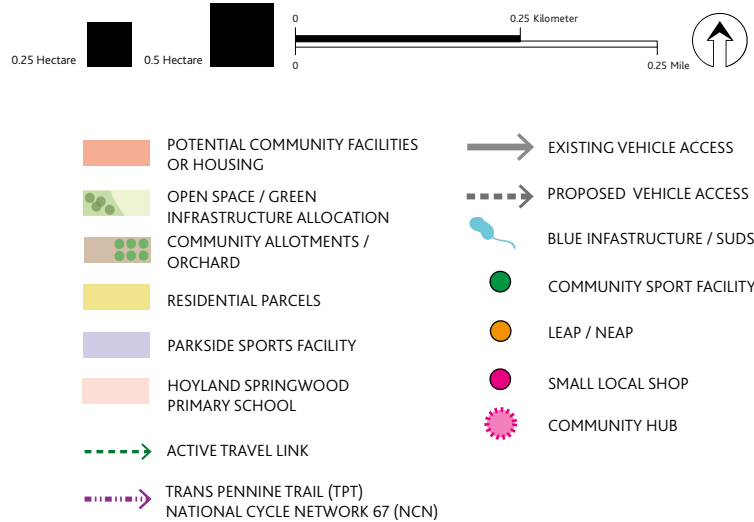 0
0.25 Kilometer
0.25 Hectare
0.5 Hectare
0
0.25 Mile
POTENTIAL COMMUNITY FACILITIES
OR HOUSING
OPEN SPACE / GREEN
INFRASTRUCTURE ALLOCATION
COMMUNITY ALLOTMENTS /
ORCHARD
RESIDENTIAL PARCELS
PARKSIDE SPORTS FACILITY
HOYLAND SPRINGWOOD
PRIMARY SCHOOL
ACTIVE TRAVEL LINK
TRANS PENNINE TRAIL (TPT)
NATIONAL CYCLE NETWORK 67 (NCN)
EXISTING VEHICLE ACCESS
PROPOSED VEHICLE ACCESS
BLUE INFASTRUCTURE / SUDS
COMMUNITY SPORT FACILITY
LEAP / NEAP
SMALL LOCAL SHOP
COMMUNITY HUB